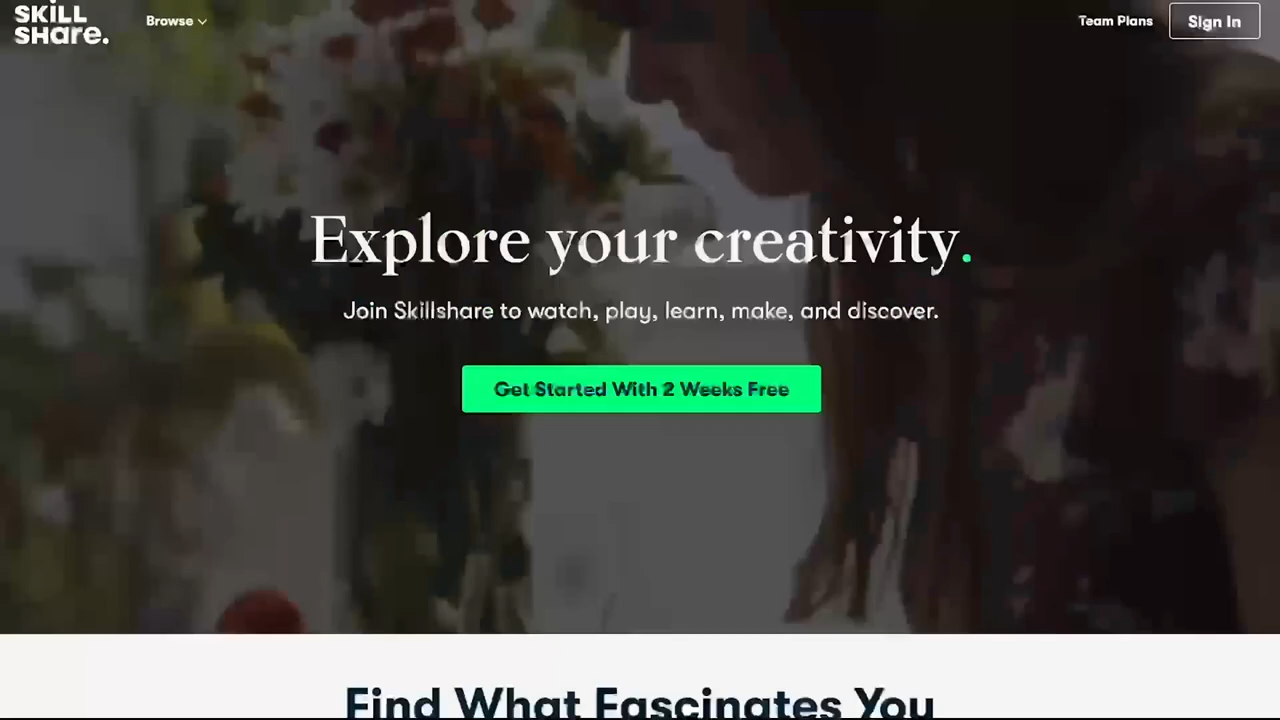 SKILL
SHare.
Browse
Team Plans
Sign In
Explore your creativity.
Join Skillshare to watch, play, learn, make, and discover.
Get Started With 2 Weeks Free
Find What Fascinates You